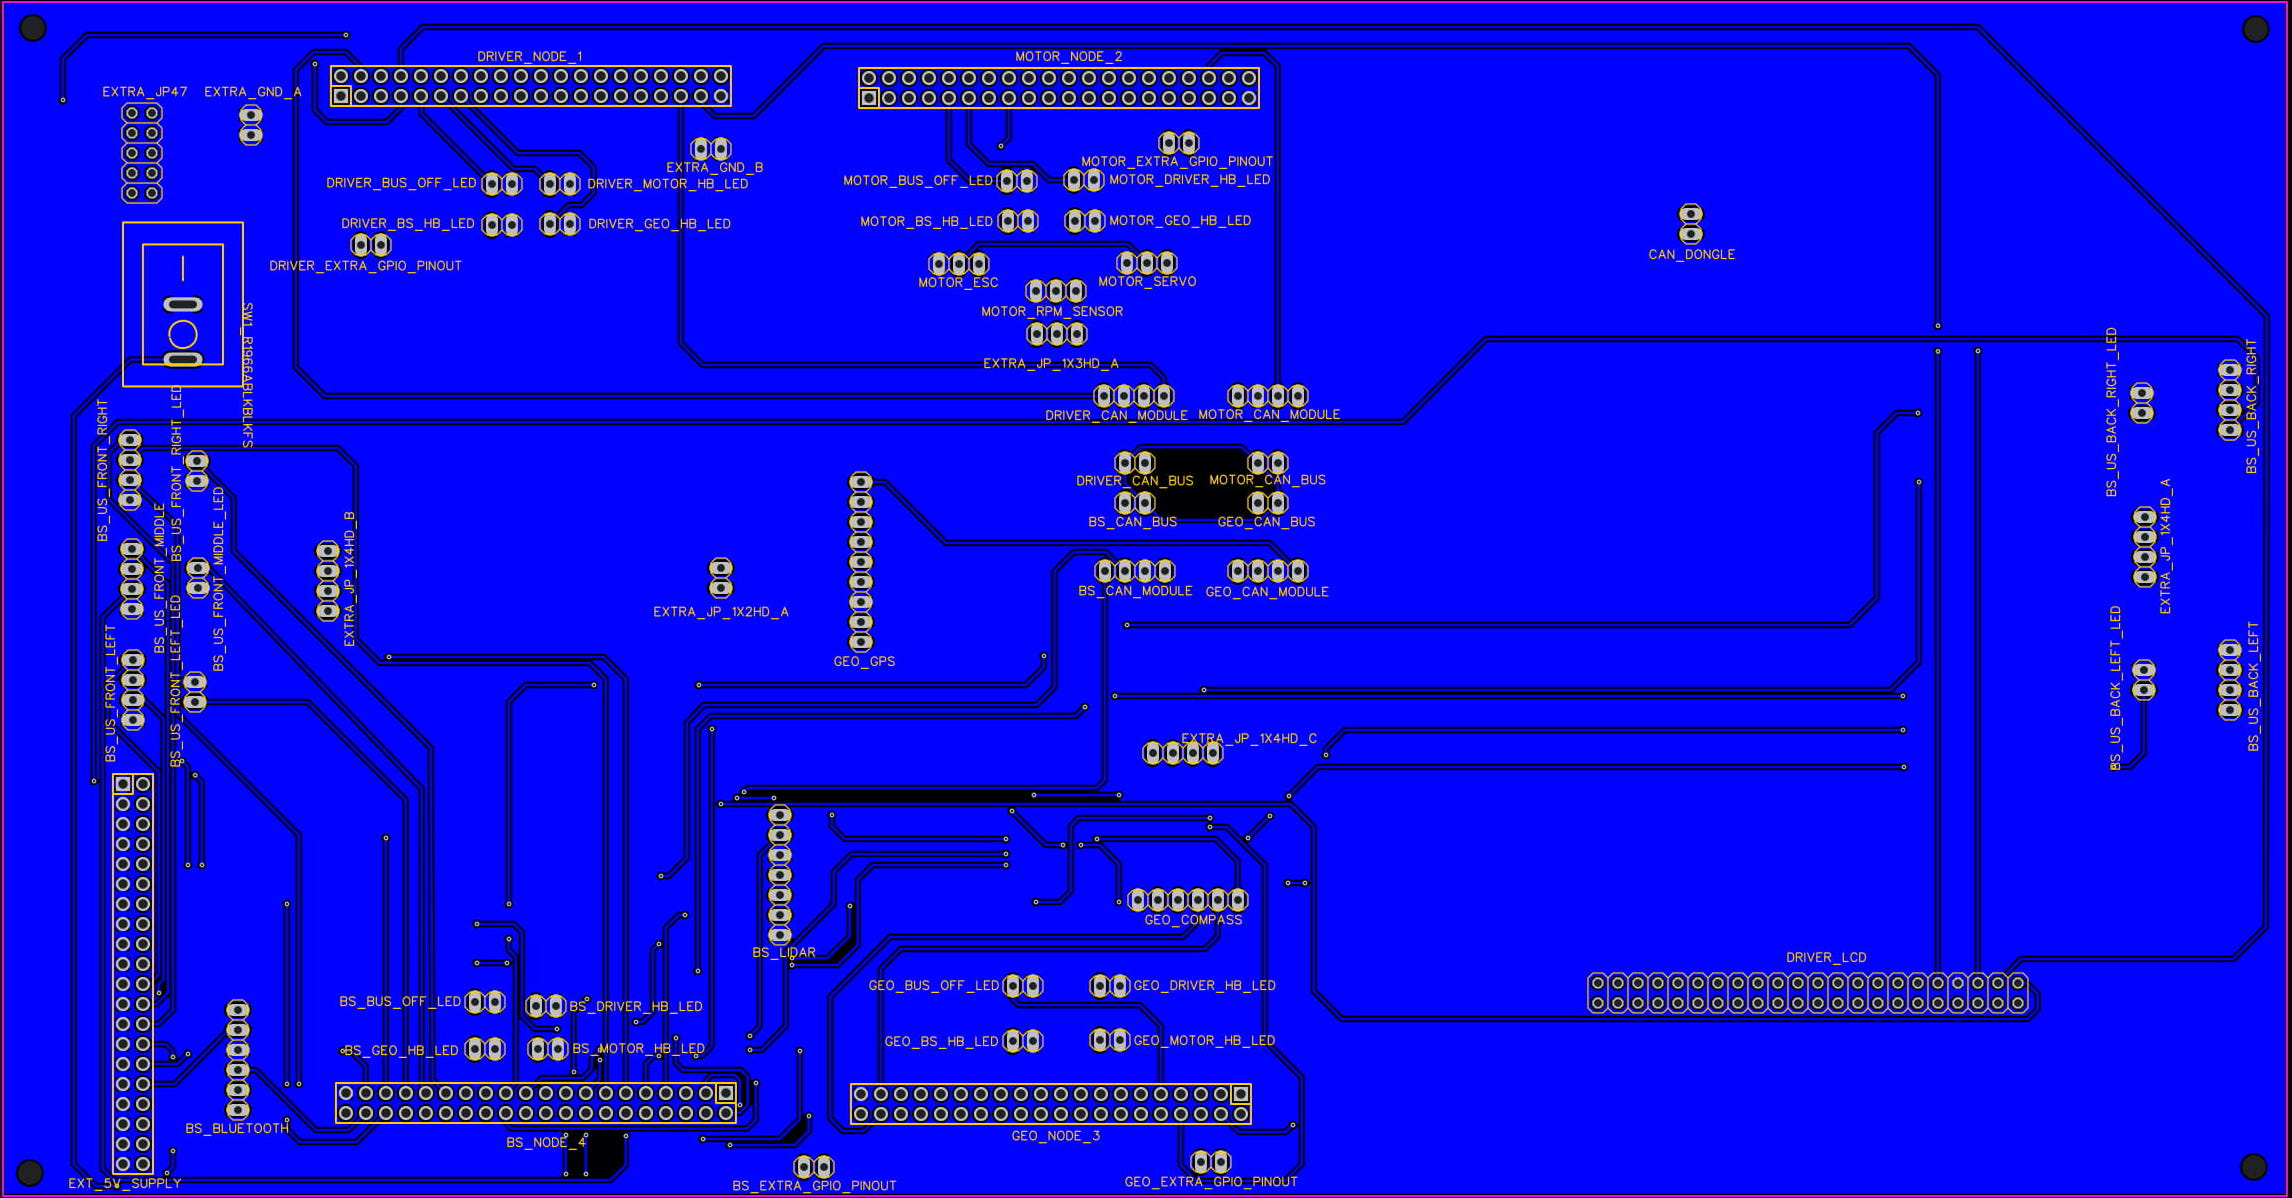 DRIVER_NODE_1
MOTOR_NODE_2
EXTRA_JP47
EXTRA_GND_A
EXTRA_GND_B
MOTOR_EXTRA_GPIO_PINOUT
DRIVER_BUS_OFF_LED
DRIVER_MOTOR_HB_LED
MOTOR_BUS_OFF_LED
MOTOR_DRIVER_HB_LED
DRIVER_BS_HB_LED
DRIVER_GEO_HB_LED
MOTOR_BS_HB_LED
MOTOR_GEO_HB_LED
CAN_DONGLE
DRIVER_EXTRA_GPIO_PINOUT
MOTOR_ESC
MOTOR_SERVO
MOTOR_RPM_SENSOR
SW1_R1966ABLKBLKFS
EXTRA_JP_1X3HD_A
DRIVER_CAN_MODULE
MOTOR_CAN_MODULE
BS_US_BACK_RIGHT_LED
BS_US_BACK_RIGHT
BS_US_FRONT_RIGHT
BS_US_FRONT_RIGHT_LED
DRIVER_CAN_BUS
MOTOR_CAN_BUS
BS_CAN_BUS
GEO_CAN_BUS
BS_US_FRONT_MIDDLE
BS_US_FRONT_MIDDLE_LED
EXTRA_JP_1X4HD_B
EXTRA_JP_1X4HD_A
BS_CAN_MODULE
GEO_CAN_MODULE
EXTRA_JP_1X2HD_A
GEO_GPS
BS_US_FRONT_LEFT
BS_US_FRONT_LEFT_LED
BS_US_BACK_LEFT_LED
BS_US_BACK_LEFT
EXTRA_JP_1X4HD_C
GEO_COMPASS
BS_LIDAR
DRIVER_LCD
GEO_BUS_OFF_LED
GEO_DRIVER_HB_LED
BS_BUS_OFF_LED
BS_DRIVER_HB_LED
GEO_BS_HB_LED
GEO_MOTOR_HB_LED
BS_GEO_HB_LED
BS_MOTOR_HB_LED
BS_BLUETOOTH
BS_NODE_4
GEO_NODE_3
EXT_5V_SUPPLY
BS_EXTRA_GPIO_PINOUT
GEO_EXTRA_GPIO_PINOUT